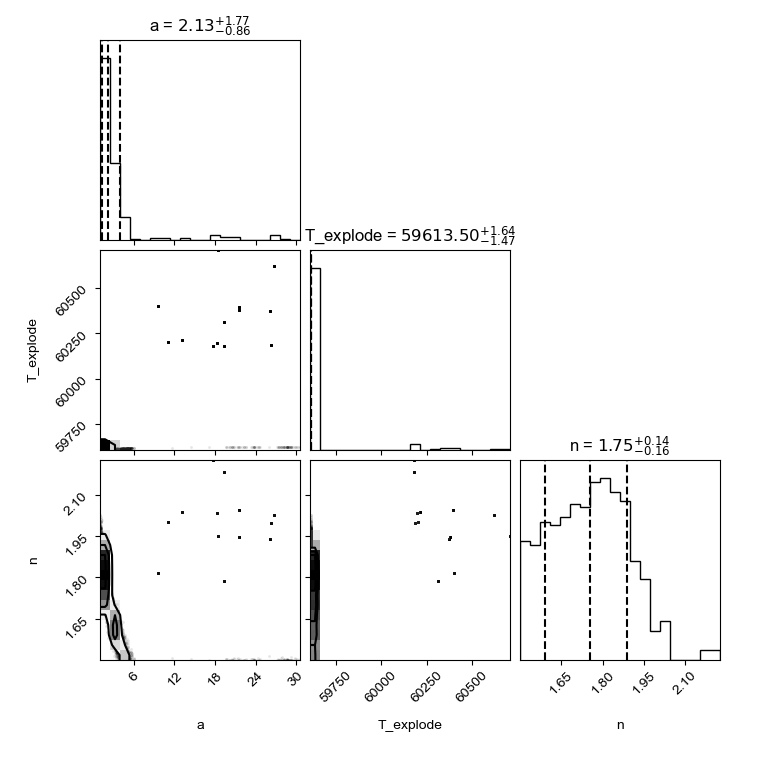 a = 2.13+1.77−0.86
T_explode = 59613.50+1.64−1.47
60500
60250
60000
59750
T_explode
n = 1.75+0.14−0.16
2.10
1.95
1.80
1.65
n
6 12 18 24 30
59750 60000 60250 60500
1.65 1.80 1.95 2.10
a T_explode n